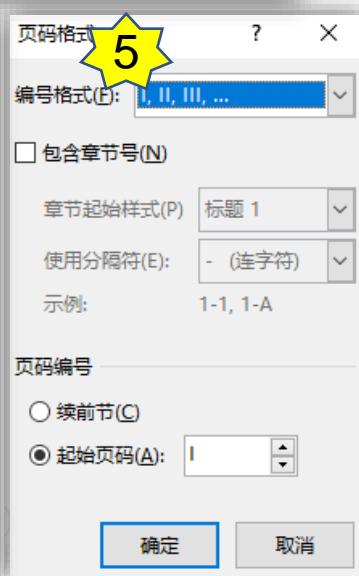 页码格式 ? ×
5
编号格式(F): I, II, III, ...
包含章节号(N)
章节起始样式(P) 标题 1
使用分隔符(E): - (连字符)
示例: 1-1, 1-A
页码编号
续前节(C)
起始页码(A): I
确定 取消